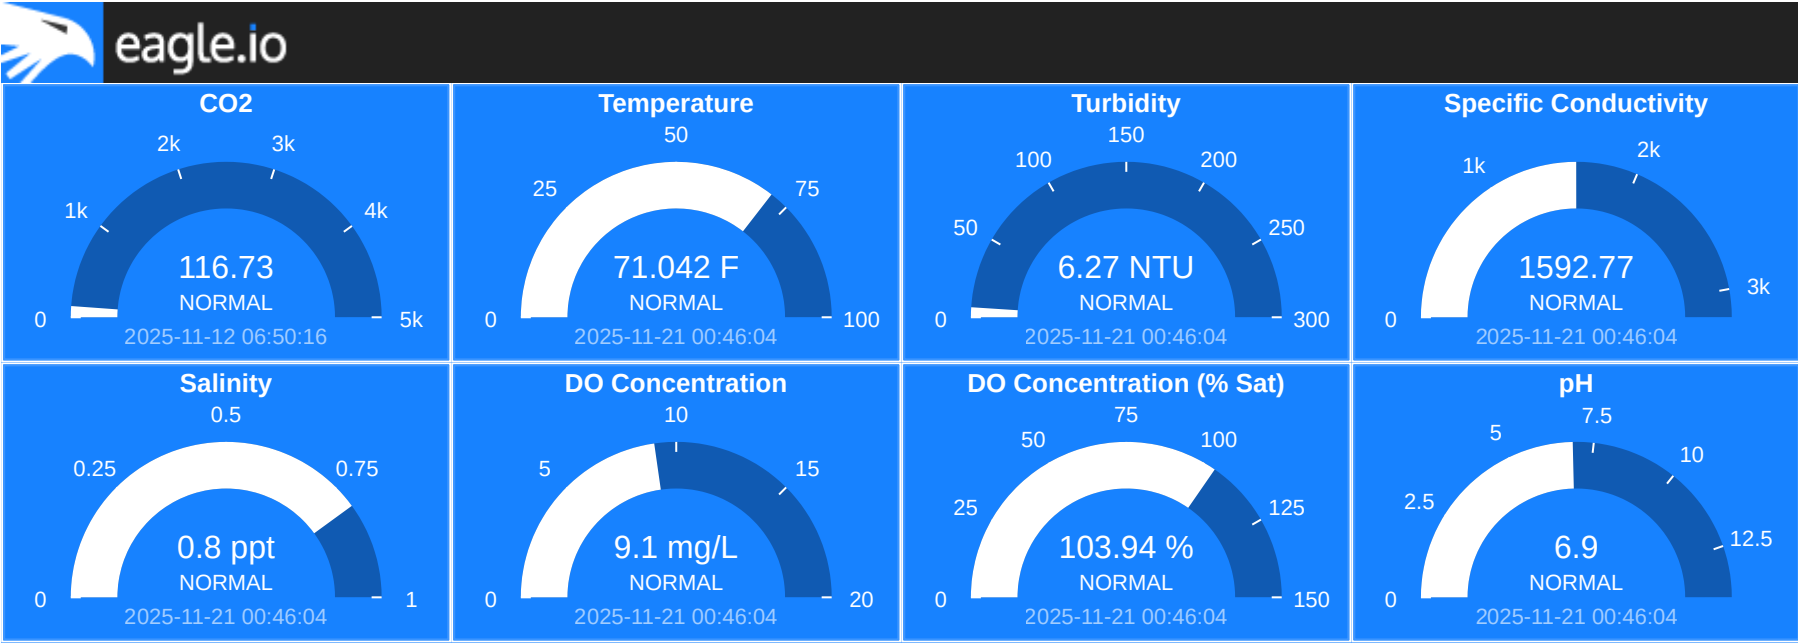 eagle.io
CO2
2k 3k
1k 4k
116.73
NORMAL
0 5k
2025-11-12 06:50:16
Temperature
50
25 75
71.042 F
NORMAL
0 100
2025-11-21 00:46:04
Turbidity
150
100 200
50 250
6.27 NTU
NORMAL
0 300
2025-11-21 00:46:04
Specific Conductivity
1k 2k
1592.77
3k
NORMAL
0
2025-11-21 00:46:04
Salinity
0.5
0.25 0.75
0.8 ppt
NORMAL
0 1
2025-11-21 00:46:04
DO Concentration
10
5 15
9.1 mg/L
NORMAL
0 20
2025-11-21 00:46:04
DO Concentration (% Sat)
75
50 100
25 125
103.94 %
NORMAL
0 150
2025-11-21 00:46:04
pH
7.5
5 10
2.5 12.5
6.9
NORMAL
0
2025-11-21 00:46:04